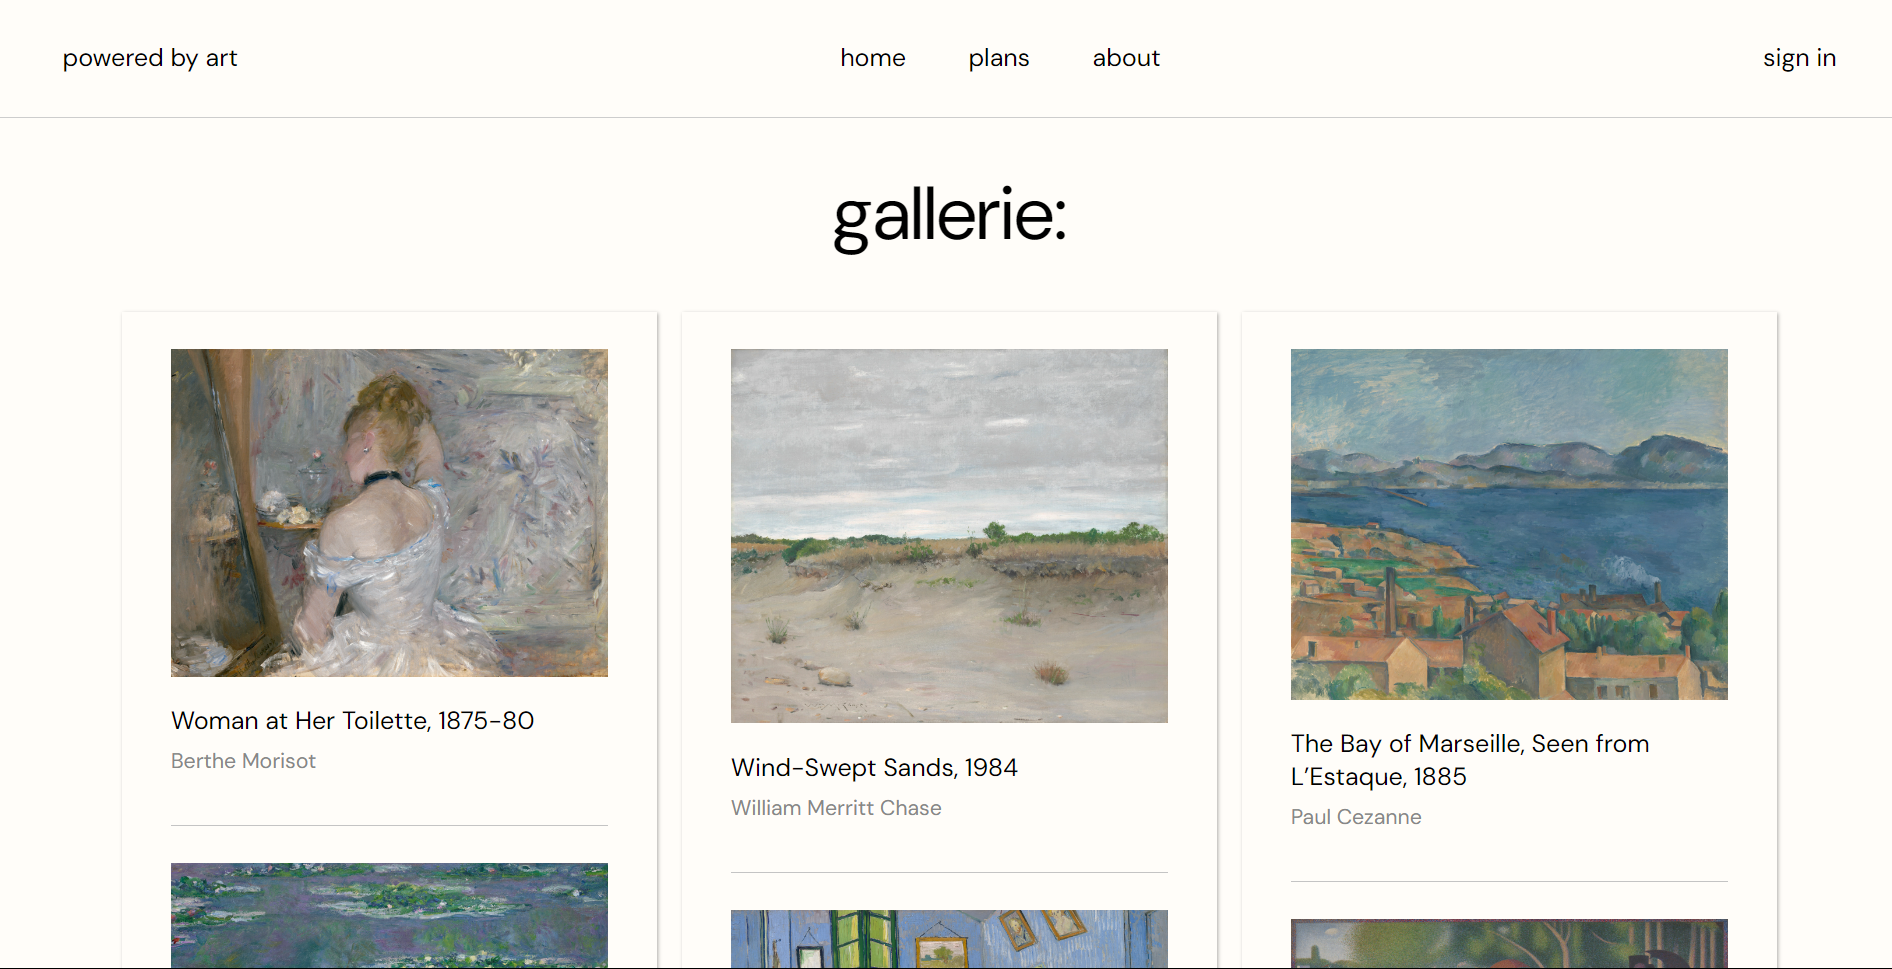 powered by art
home
plans
about
sign in
gallerie:
Woman at Her Toilette, 1875-80
Berthe Morisot
Wind-Swept Sands, 1984
William Merritt Chase
The Bay of Marseille, Seen from
L’Estaque, 1885
Paul Cezanne